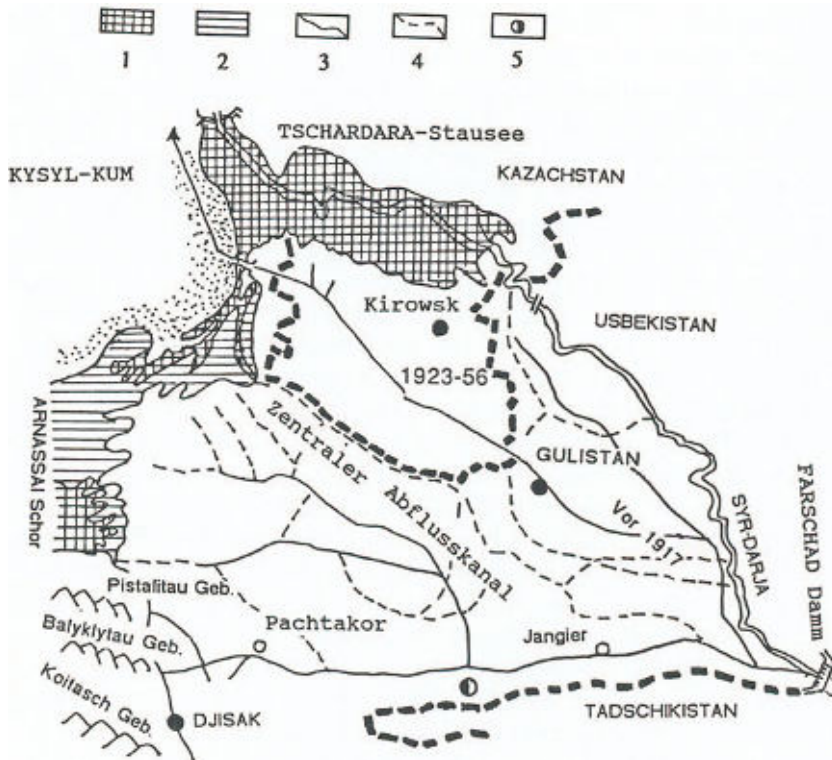 1 2 3 4 5
TSCHARDARA-Stausee
KYSYL-KUM
KAZACHSTAN
Kirowsk
USBEKISTAN
1923-56
ARNASSAI Schor
Zentraler Abflusskanal
GULISTAN
Vor 1917
SYR-DARJA
FARSCHAD Damm
Pistalitau Geb.
Balyklytau Geb.
Pachtakor
Jangier
Koitasch Geb.
DJISAK
TADSCHIKISTAN